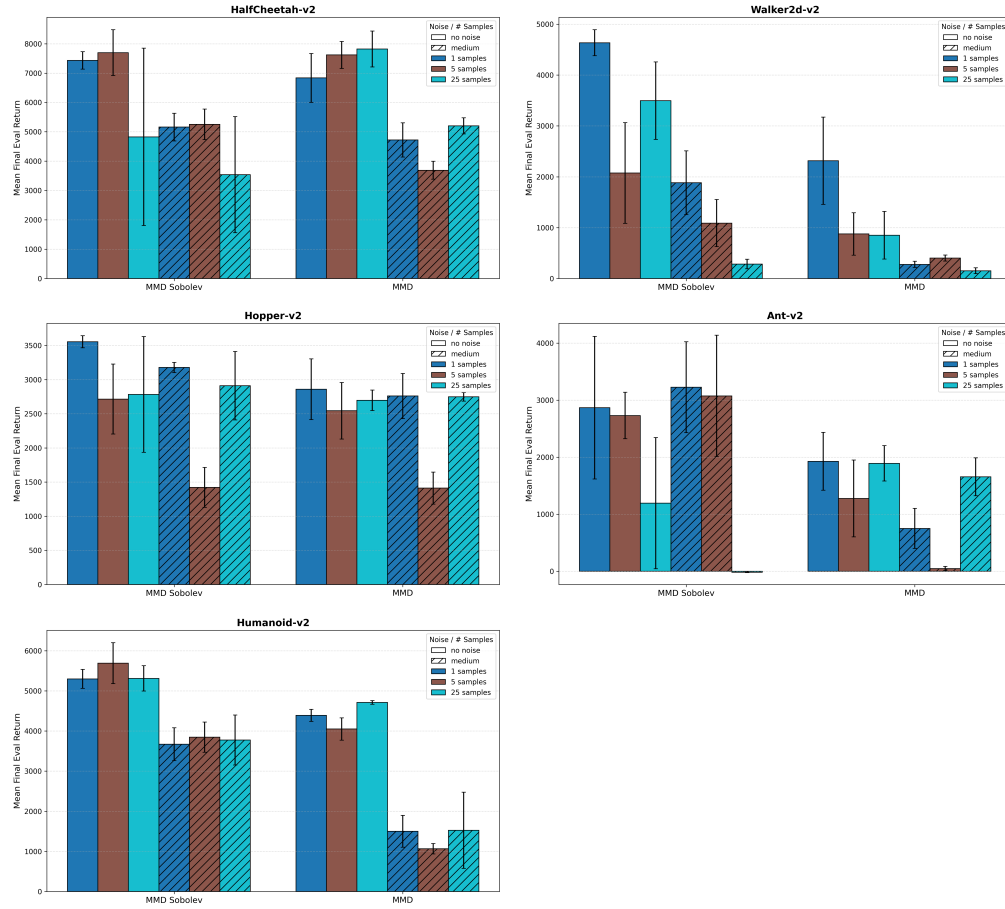 HalfCheetah-v2
Mean Final Eval Return
8000
7000
6000
5000
4000
3000
2000
1000
0
MMD Sobolev
MMD
Noise / # Samples
no noise
medium
1 samples
5 samples
25 samples
Walker2d-v2
Mean Final Eval Return
5000
4000
3000
2000
1000
0
MMD Sobolev
MMD
Noise / # Samples
no noise
medium
1 samples
5 samples
25 samples
Hopper-v2
Mean Final Eval Return
3500
3000
2500
2000
1500
1000
500
0
MMD Sobolev
MMD
Noise / # Samples
no noise
medium
1 samples
5 samples
25 samples
Ant-v2
Mean Final Eval Return
4000
3000
2000
1000
0
MMD Sobolev
MMD
Noise / # Samples
no noise
medium
1 samples
5 samples
25 samples
Humanoid-v2
Mean Final Eval Return
6000
5000
4000
3000
2000
1000
0
MMD Sobolev
MMD
Noise / # Samples
no noise
medium
1 samples
5 samples
25 samples